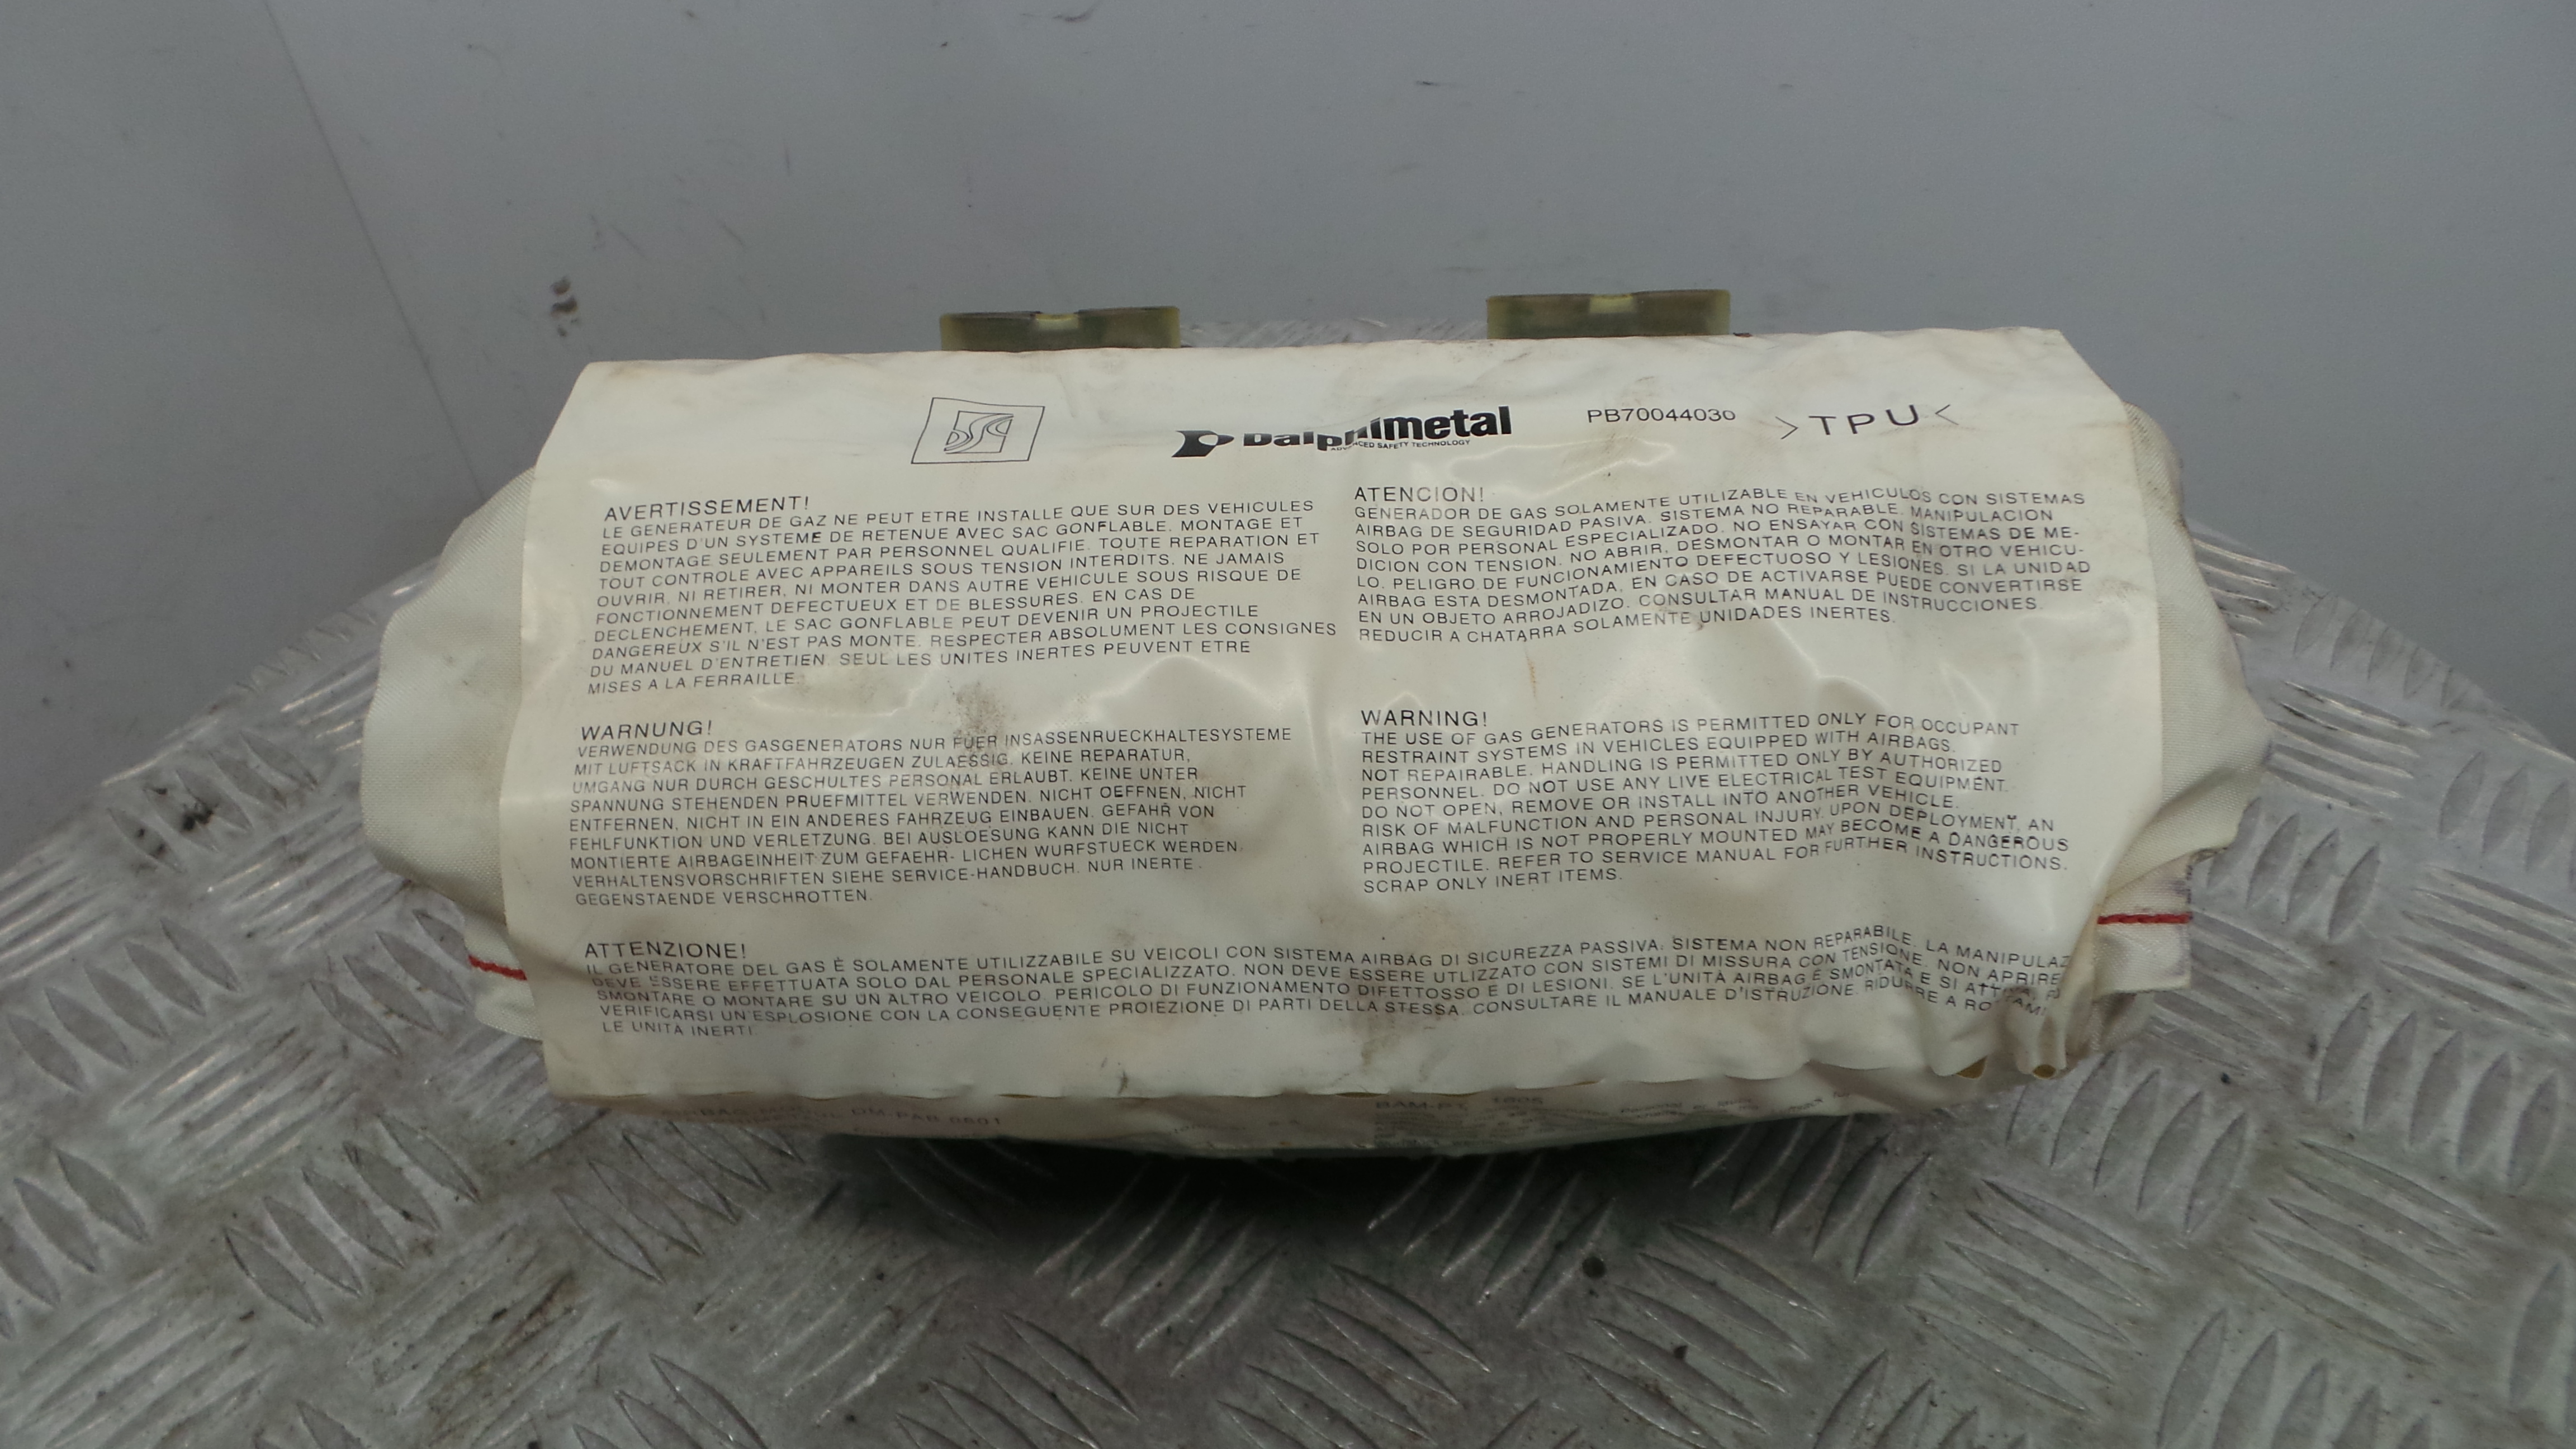 Dalphimetal
ADVANCED SAFETY TECHNOLOGY
PB70044030
>TPU<
AVERTISSEMENT!
LE GENERATEUR DE GAZ NE PEUT ETRE INSTALLE QUE SUR DES VEHICULES
EQUIPES D'UN SYSTEME DE RETENUE AVEC SAC GONFLABLE. MONTAGE ET
DEMONTAGE SEULEMENT PAR PERSONNEL QUALIFIE. TOUTE REPARATION ET
TOUT CONTROLE AVEC APPAREILS SOUS TENSION INTERDITS. NE JAMAIS
OUVRIR, NI RETIRER, NI MONTER DANS AUTRE VEHICULE SOUS RISQUE DE
FONCTIONNEMENT DEFECTUEUX ET DE BLESSURES. EN CAS DE
DECLENCHEMENT, LE SAC GONFLABLE PEUT DEVENIR UN PROJECTILE
DANGEREUX S'IL N'EST PAS MONTE. RESPECTER ABSOLUMENT LES CONSIGNES
DU MANUEL D'ENTRETIEN. SEUL LES UNITES INERTES PEUVENT ETRE
MISES A LA FERRAILLE.
ATENCION!
GENERADOR DE GAS SOLAMENTE UTILIZABLE EN VEHICULOS CON SISTEMAS
AIRBAG DE SEGURIDAD PASIVA. SISTEMA NO REPARABLE. MANIPULACION
SOLO POR PERSONAL ESPECIALIZADO. NO ENSAYAR CON SISTEMAS DE ME-
DICION CON TENSION. NO ABRIR, DESMONTAR O MONTAR EN OTRO VEHICU-
LO. PELIGRO DE FUNCIONAMIENTO DEFECTUOSO Y LESIONES. SI LA UNIDAD
AIRBAG ESTA DESMONTADA, EN CASO DE ACTIVARSE PUEDE CONVERTIRSE
EN UN OBJETO ARROJADIZO. CONSULTAR MANUAL DE INSTRUCCIONES.
REDUCIR A CHATARRA SOLAMENTE UNIDADES INERTES.
WARNUNG!
VERWENDUNG DES GASGENERATORS NUR FUER INSASSENRUECKHALTESYSTEME
MIT LUFTSACK IN KRAFTFAHRZEUGEN ZULAESSIG. KEINE REPARATUR,
UMGANG NUR DURCH GESCHULTES PERSONAL ERLAUBT. KEINE UNTER
SPANNUNG STEHENDEN PRUEFMITTEL VERWENDEN. NICHT OEFFNEN, NICHT
ENTFERNEN, NICHT IN EIN ANDERES FAHRZEUG EINBAUEN. GEFAHR VON
FEHLFUNKTION UND VERLETZUNG. BEI AUSLOESUNG KANN DIE NICHT
MONTIERTE AIRBAGEINHEIT ZUM GEFAEHR- LICHEN WURFSTUECK WERDEN.
VERHALTENSVORSCHRIFTEN SIEHE SERVICE-HANDBUCH. NUR INERTE.
GEGENSTAENDE VERSCHROTTEN.
WARNING!
THE USE OF GAS GENERATORS IS PERMITTED ONLY FOR OCCUPANT
RESTRAINT SYSTEMS IN VEHICLES EQUIPPED WITH AIRBAGS.
NOT REPAIRABLE. HANDLING IS PERMITTED ONLY BY AUTHORIZED
PERSONNEL. DO NOT USE ANY LIVE ELECTRICAL TEST EQUIPMENT.
DO NOT OPEN, REMOVE OR INSTALL INTO ANOTHER VEHICLE.
RISK OF MALFUNCTION AND PERSONAL INJURY. UPON DEPLOYMENT, AN
AIRBAG WHICH IS NOT PROPERLY MOUNTED MAY BECOME A DANGEROUS
PROJECTILE. REFER TO SERVICE MANUAL FOR FURTHER INSTRUCTIONS.
SCRAP ONLY INERT ITEMS.
ATTENZIONE!
IL GENERATORE DEL GAS È SOLAMENTE UTILIZZABILE SU VEICOLI CON SISTEMA AIRBAG DI SICUREZZA PASSIVA. SISTEMA NON REPARABILE. LA MANIPULAZ
DEVE ESSERE EFFETTUATA SOLO DAL PERSONALE SPECIALIZZATO. NON DEVE ESSERE UTLIZZATO CON SISTEMI DI MISSURA CON TENSIONE. NON APRIRE
SMONTARE O MONTARE SU UN ALTRO VEICOLO. PERICOLO DI FUNZIONAMENTO DIFETTOSSO E DI LESIONI. SE L'UNITÀ AIRBAG È SMONTATA E SI
VERIFICARSI UN'ESPLOSIONE CON LA CONSEGUENTE PROIEZIONE DI PARTI DELLA STESSA. CONSULTARE IL MANUALE D'ISTRUZIONE. RIDURRE A
LE UNITÀ INERTI.
DM-PAB 0601